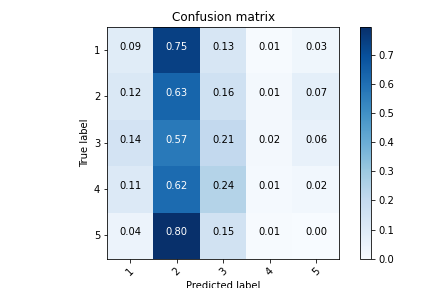 Confusion matrix
1 0.09 0.75 0.13 0.01 0.03
2 0.12 0.63 0.16 0.01 0.07
3 0.14 0.57 0.21 0.02 0.06
4 0.11 0.62 0.24 0.01 0.02
5 0.04 0.80 0.15 0.01 0.00
True label
1 2 3 4 5
Predicted label
0.7
0.6
0.5
0.4
0.3
0.2
0.1
0.0